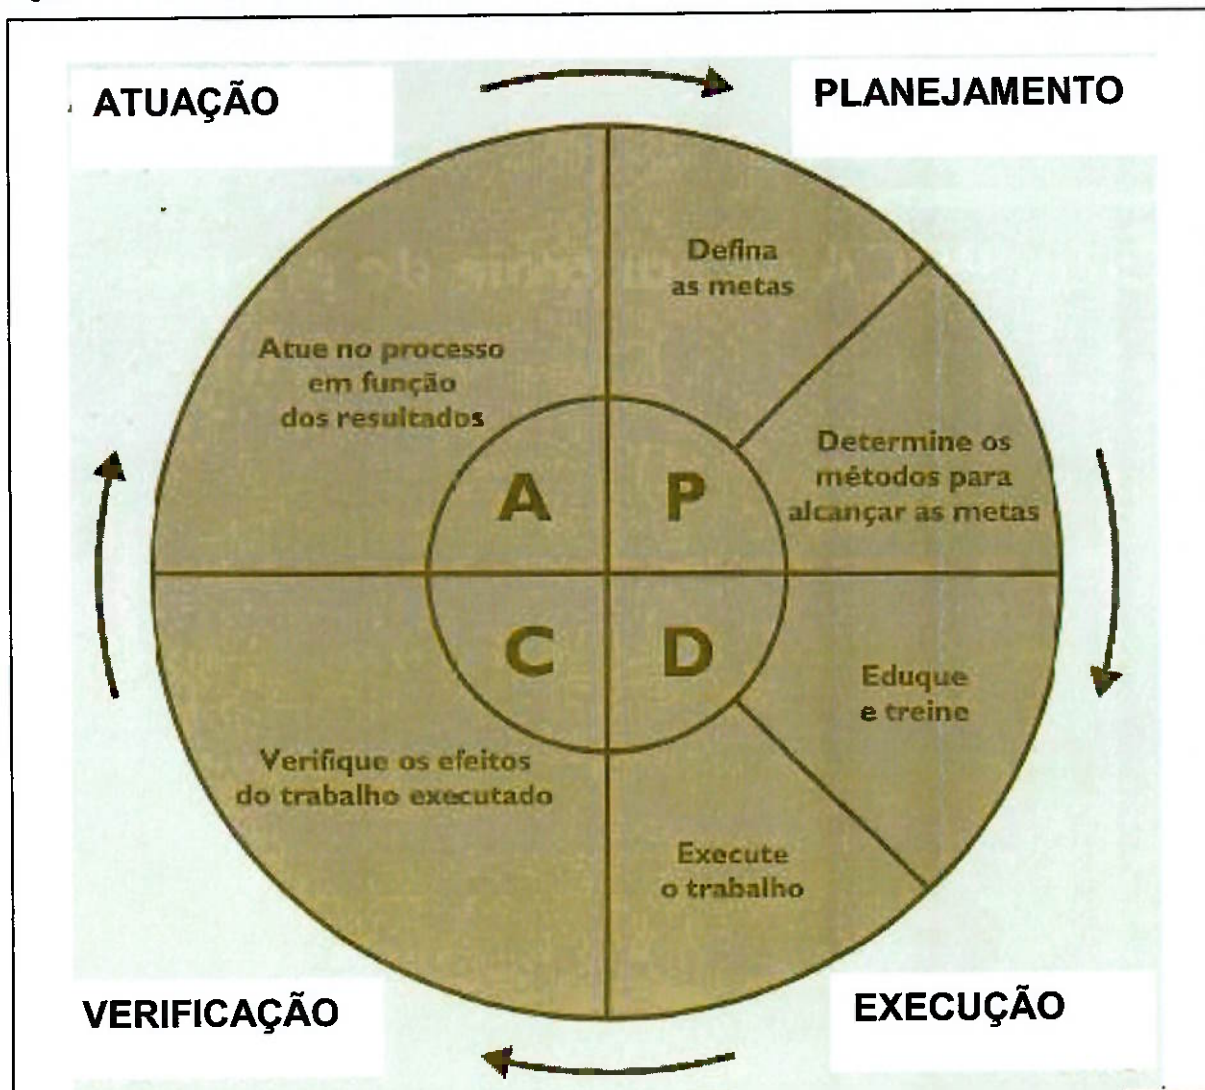 ATUAÇÃO
PLANEJAMENTO
Defina
as metas
Atue no processo
em função
dos resultados
Determine os
métodos para
alcançar as metas
A
P
C
D
Eduque
e treine
Verifique os efeitos
do trabalho executado
Execute
o trabalho
VERIFICAÇÃO
EXECUÇÃO